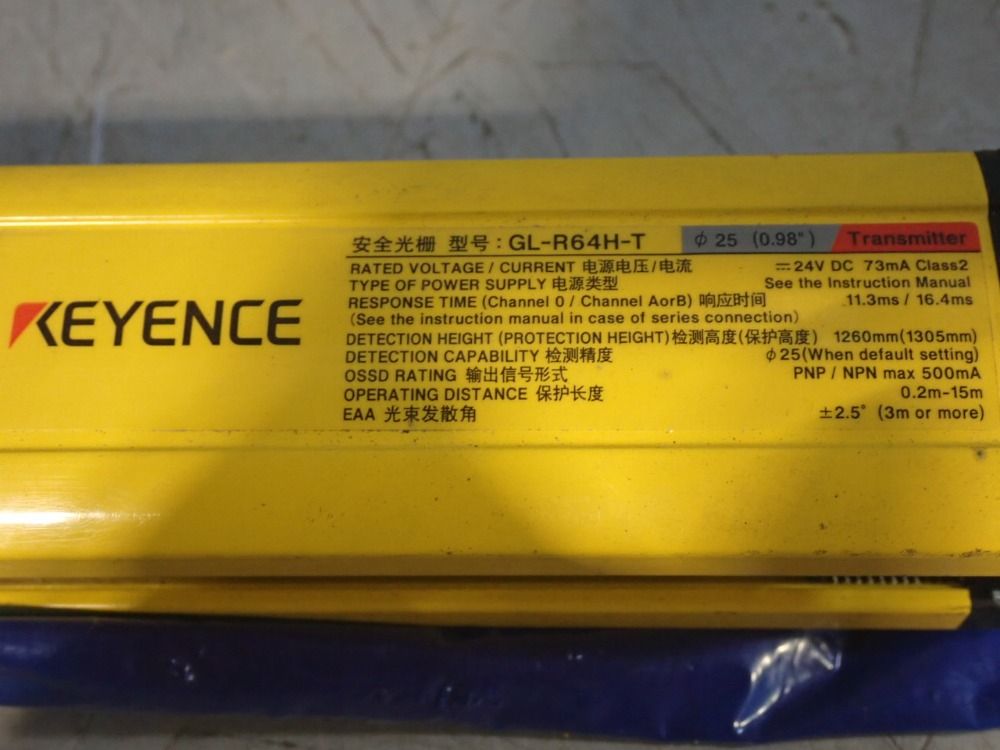 KEYENCE
安全光栅 型号：GL-R64H-T φ25 (0.98") Transmitter
RATED VOLTAGE / CURRENT 电源电压/电流 ⎓24V DC 73mA Class2
TYPE OF POWER SUPPLY 电源类型 See the Instruction Manual
RESPONSE TIME (Channel 0 / Channel AorB) 响应时间 11.3ms / 16.4ms
(See the instruction manual in case of series connection)
DETECTION HEIGHT (PROTECTION HEIGHT)检测高度(保护高度) 1260mm(1305mm)
DETECTION CAPABILITY 检测精度 φ25(When default setting)
OSSD RATING 输出信号形式 PNP / NPN max 500mA
OPERATING DISTANCE 保护长度 0.2m-15m
EAA 光束发散角 ±2.5° (3m or more)